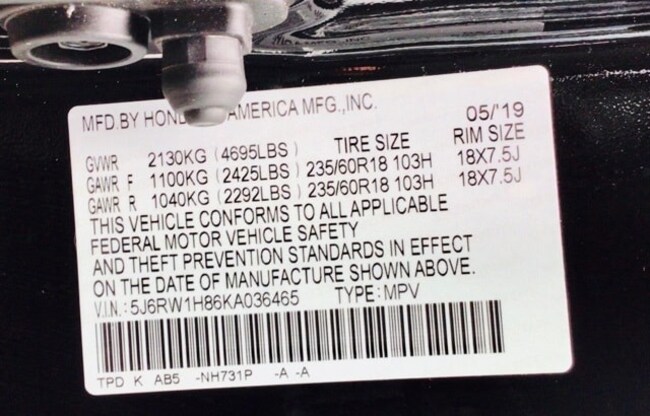 MFD.BY HOND AMERICA MFG.,INC. 05/'19
TIRE SIZE RIM SIZE
GVWR 2130KG (4695LBS)
GAWR F 1100KG (2425LBS) 235/60R18 103H 18X7.5J
GAWR R 1040KG (2292LBS) 235/60R18 103H 18X7.5J
THIS VEHICLE CONFORMS TO ALL APPLICABLE
FEDERAL MOTOR VEHICLE SAFETY
AND THEFT PREVENTION STANDARDS IN EFFECT
ON THE DATE OF MANUFACTURE SHOWN ABOVE.
V.I.N.:5J6RW1H86KA036465 TYPE:MPV
TPD K AB5 -NH731P -A -A